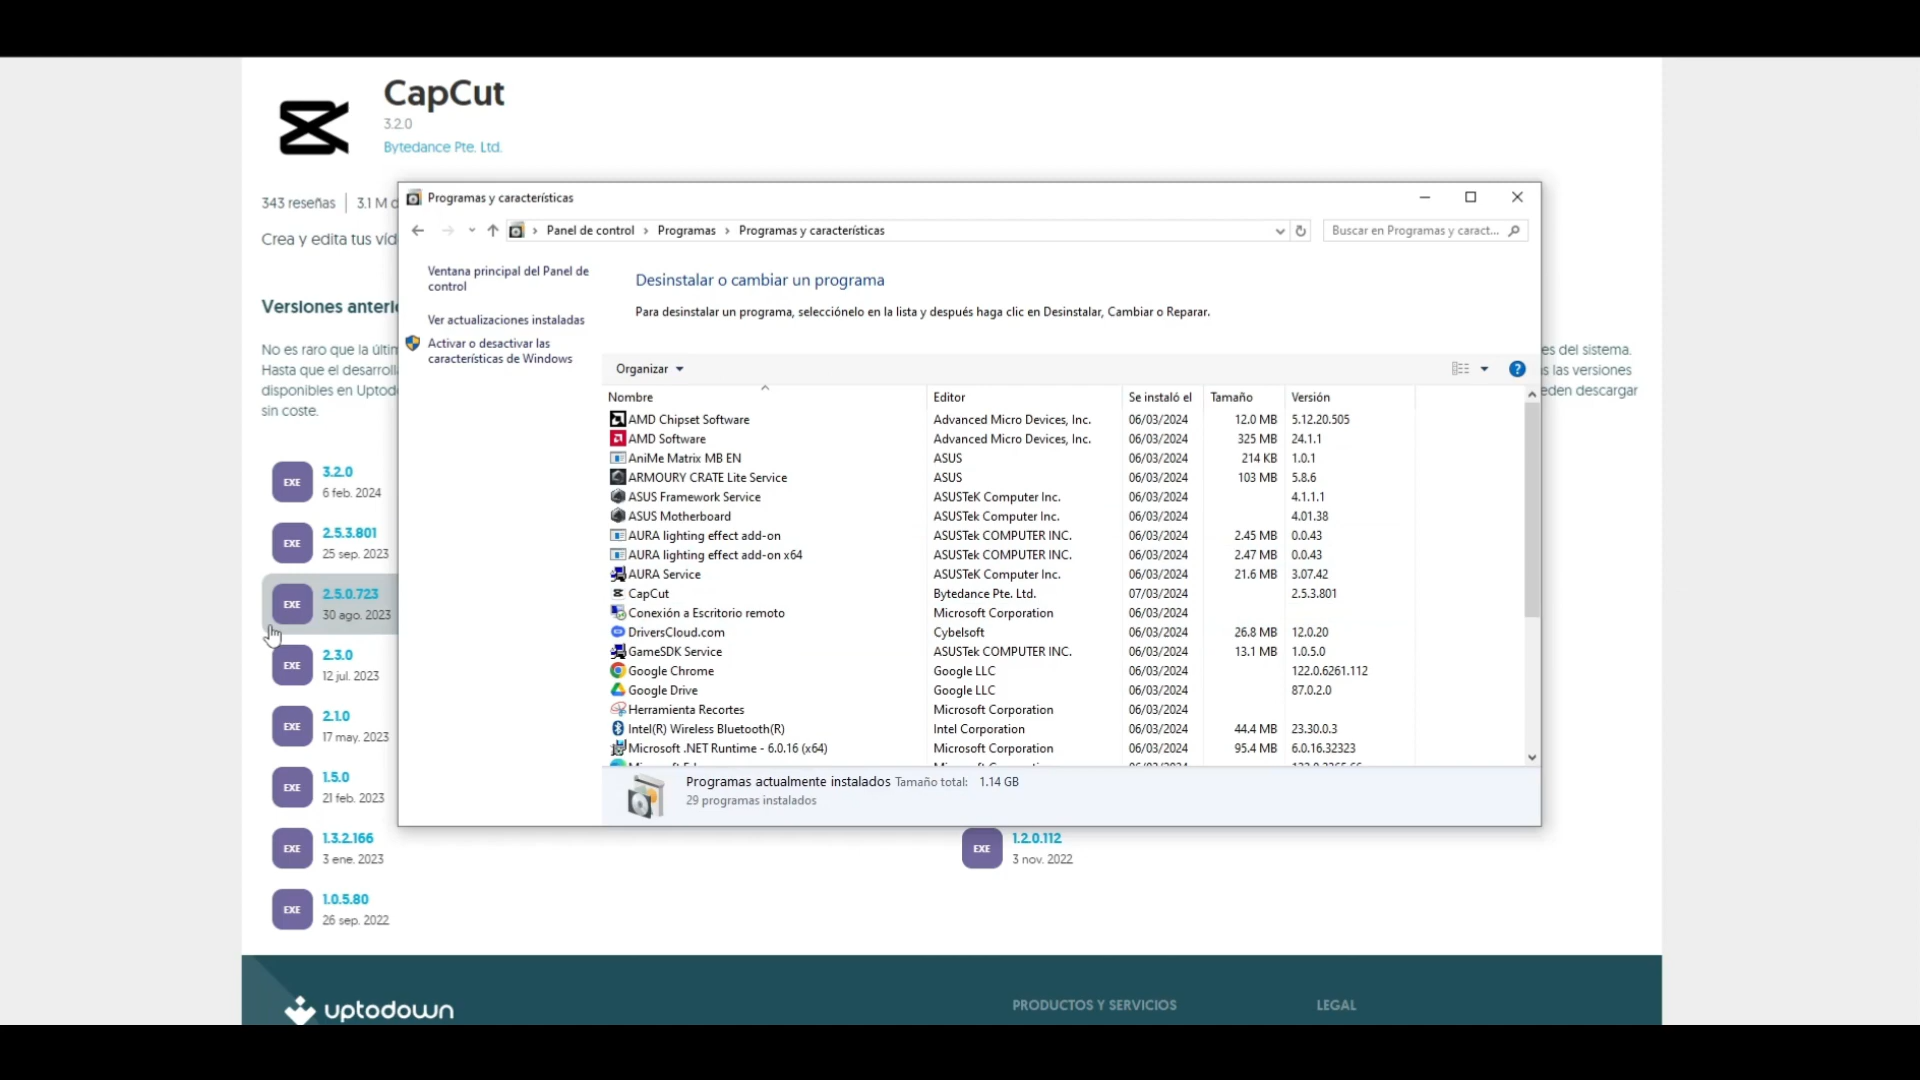 CapCut
3.2.0
Bytedance Pte. Ltd.
343 reseñas
3.1 M d
Crea y edita tus víd
Versiones anteri
No es raro que la últim
Hasta que el desarroll
disponibles en Uptod
sin coste.
es del sistema.
s las versiones
eden descargar
EXE
3.2.0
6 feb. 2024
EXE
2.5.3.801
25 sep. 2023
EXE
2.5.0.723
30 ago. 2023
EXE
2.3.0
12 jul. 2023
EXE
2.1.0
17 may. 2023
EXE
1.5.0
21 feb. 2023
EXE
1.3.2.166
3 ene. 2023
EXE
1.2.0.112
3 nov. 2022
EXE
1.0.5.80
26 sep. 2022
Programas y características
Panel de control › Programas › Programas y características
Buscar en Programas y caract...
Ventana principal del Panel de
control
Ver actualizaciones instaladas
Activar o desactivar las
características de Windows
Desinstalar o cambiar un programa
Para desinstalar un programa, selecciónelo en la lista y después haga clic en Desinstalar, Cambiar o Reparar.
Organizar
Nombre Editor Se instaló el Tamaño Versión
AMD Chipset Software Advanced Micro Devices, Inc. 06/03/2024 12.0 MB 5.12.20.505
AMD Software Advanced Micro Devices, Inc. 06/03/2024 325 MB 24.1.1
AniMe Matrix MB EN ASUS 06/03/2024 214 KB 1.0.1
ARMOURY CRATE Lite Service ASUS 06/03/2024 103 MB 5.8.6
ASUS Framework Service ASUSTeK Computer Inc. 06/03/2024 4.1.1.1
ASUS Motherboard ASUSTek Computer Inc. 06/03/2024 4.01.38
AURA lighting effect add-on ASUSTek COMPUTER INC. 06/03/2024 2.45 MB 0.0.43
AURA lighting effect add-on x64 ASUSTek COMPUTER INC. 06/03/2024 2.47 MB 0.0.43
AURA Service ASUSTeK Computer Inc. 06/03/2024 21.6 MB 3.07.42
CapCut Bytedance Pte. Ltd. 07/03/2024 2.5.3.801
Conexión a Escritorio remoto Microsoft Corporation 06/03/2024
DriversCloud.com Cybelsoft 06/03/2024 26.8 MB 12.0.20
GameSDK Service ASUSTeK COMPUTER INC. 06/03/2024 13.1 MB 1.0.5.0
Google Chrome Google LLC 06/03/2024 122.0.6261.112
Google Drive Google LLC 06/03/2024 87.0.2.0
Herramienta Recortes Microsoft Corporation 06/03/2024
Intel(R) Wireless Bluetooth(R) Intel Corporation 06/03/2024 44.4 MB 23.30.0.3
Microsoft .NET Runtime - 6.0.16 (x64) Microsoft Corporation 06/03/2024 95.4 MB 6.0.16.32323
Programas actualmente instalados Tamaño total: 1.14 GB
29 programas instalados
uptodown
PRODUCTOS Y SERVICIOS
LEGAL